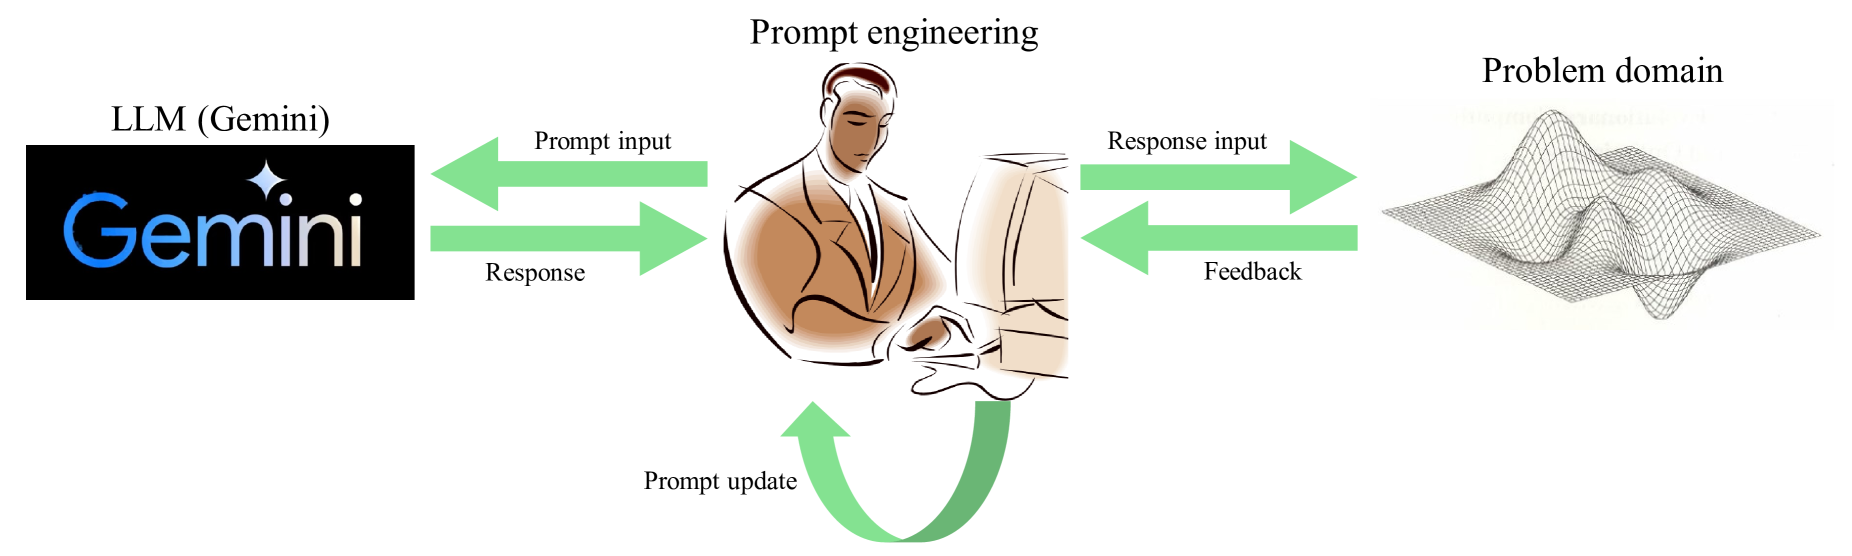 Prompt engineering
Problem domain
LLM (Gemini)
Prompt input
Response input
Gemini
Response
Feedback
Prompt update